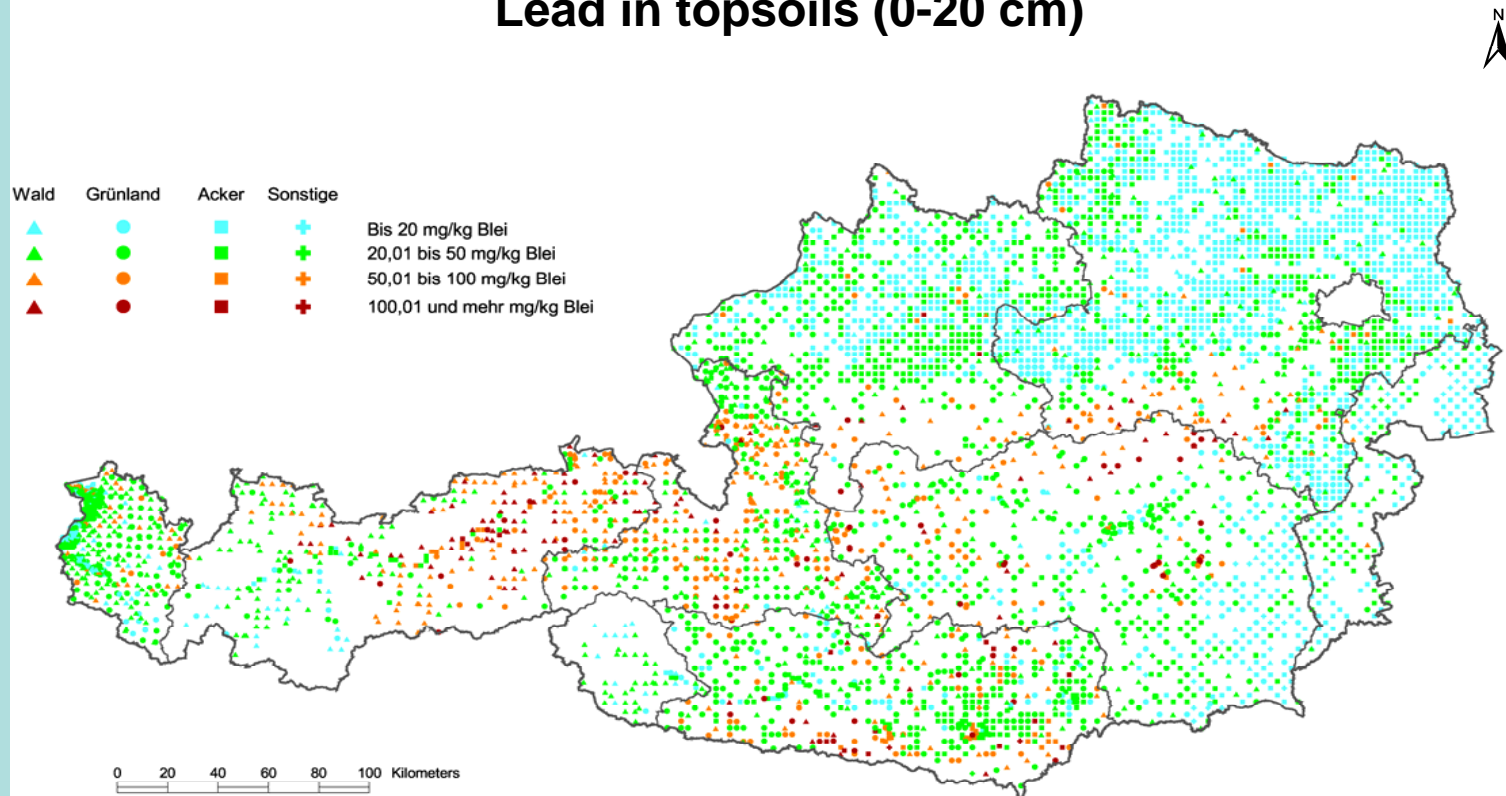 Lead in topsoils (0-20 cm)
N
Wald Grünland Acker Sonstige
Bis 20 mg/kg Blei
20,01 bis 50 mg/kg Blei
50,01 bis 100 mg/kg Blei
100,01 und mehr mg/kg Blei
0 20 40 60 80 100 Kilometers